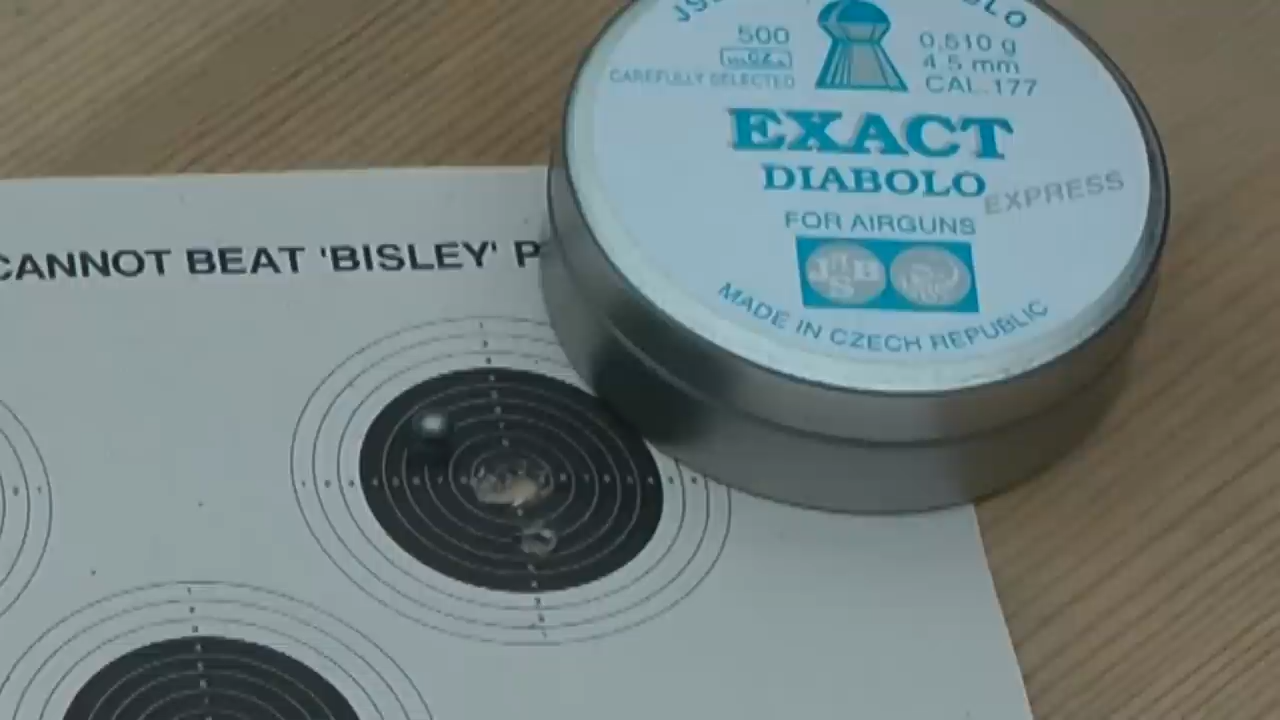 500
0,510 g
4.5 mm
CAREFULLY SELECTED
CAL .177
EXACT
DIABOLO
EXPRESS
FOR AIRGUNS
JSB
MADE IN CZECH REPUBLIC
CANNOT BEAT 'BISLEY' P